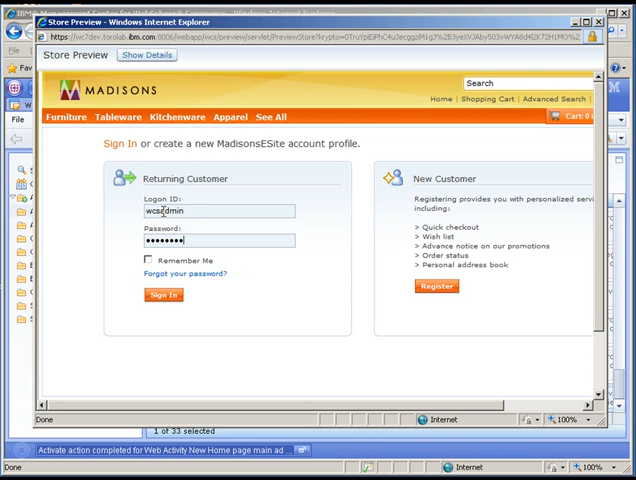 Store Preview - Windows Internet Explorer
Store Preview
Show Details
MADISONS
Search
Home | Shopping Cart | Advanced Search |
Furniture Tableware Kitchenware Apparel See All
Cart: 0
Sign In or create a new MadisonsESite account profile.
Returning Customer
Logon ID:
wcsadmin
Password:
••••••••
Remember Me
Forgot your password?
Sign In
New Customer
Registering provides you with personalized servi
including:
> Quick checkout
> Wish list
> Advance notice on our promotions
> Order status
> Personal address book
Register
Done
Internet
100%
1 of 33 selected
Activate action completed for Web Activity New Home page main ad ...
Done
Internet
100%
File